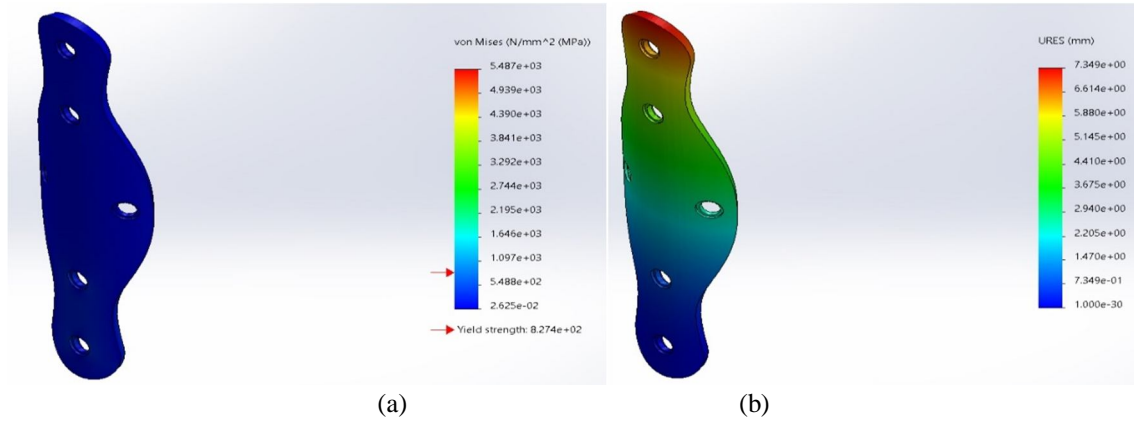 von Mises (N/mm^2 (MPa))
5.487e+03
4.939e+03
4.390e+03
3.841e+03
3.292e+03
2.744e+03
2.195e+03
1.646e+03
1.097e+03
5.488e+02
2.625e-02
Yield strength: 8.274e+02
URES (mm)
7.349e+00
6.614e+00
5.880e+00
5.145e+00
4.410e+00
3.675e+00
2.940e+00
2.205e+00
1.470e+00
7.349e-01
1.000e-30
(a)
(b)